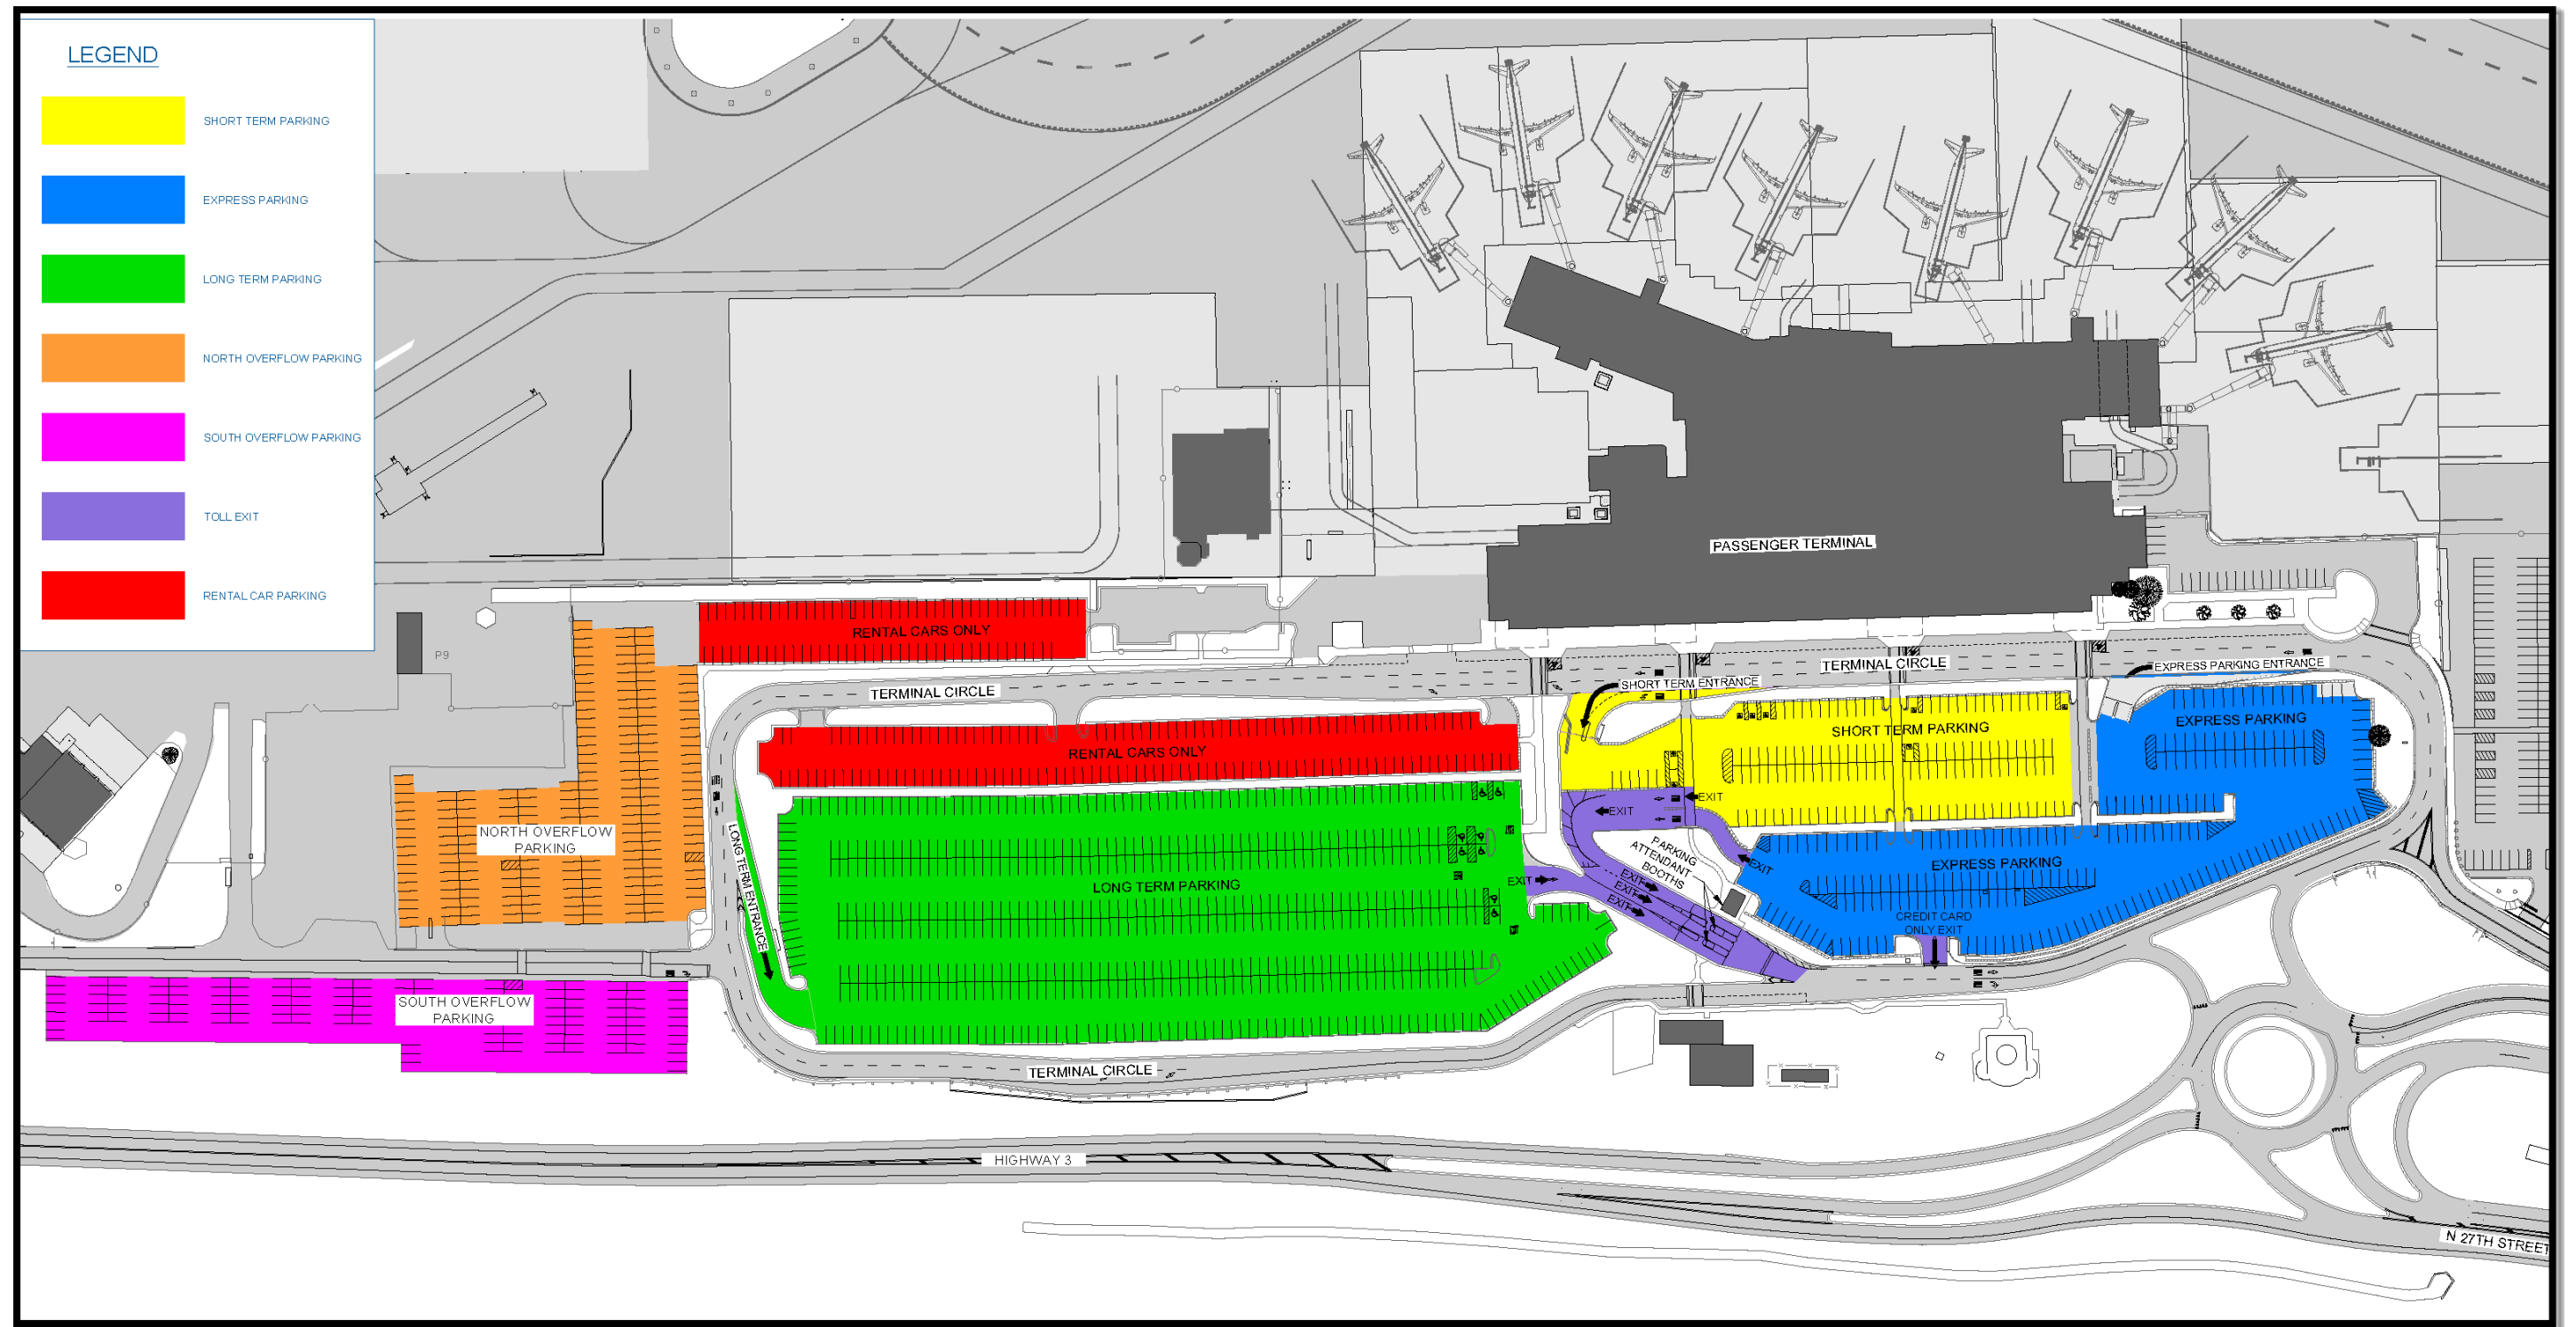 LEGEND
SHORT TERM PARKING
EXPRESS PARKING
LONG TERM PARKING
NORTH OVERFLOW PARKING
SOUTH OVERFLOW PARKING
TOLL EXIT
RENTAL CAR PARKING
PASSENGER TERMINAL
RENTAL CARS ONLY
P9
TERMINAL CIRCLE
TERMINAL CIRCLE
EXPRESS PARKING ENTRANCE
SHORT TERM ENTRANCE
EXPRESS PARKING
SHORT TERM PARKING
RENTAL CARS ONLY
EXIT
EXIT
NORTH OVERFLOW
PARKING
LONG TERM ENTRANCE
PARKING
ATTENDANT
BOOTHS
EXIT
EXPRESS PARKING
LONG TERM PARKING
EXIT
EXIT
EXIT
EXIT
CREDIT CARD
ONLY EXIT
SOUTH OVERFLOW
PARKING
TERMINAL CIRCLE
HIGHWAY 3
N 27TH STREET